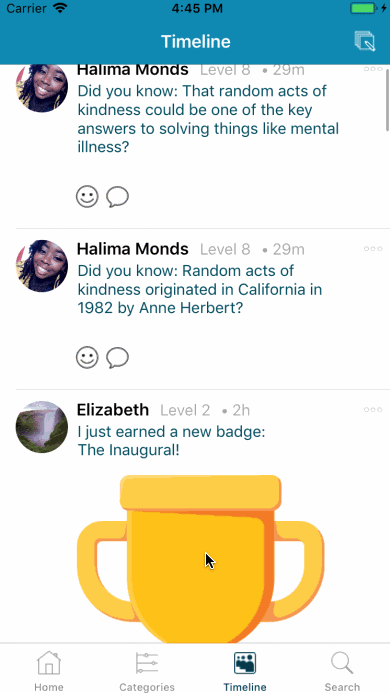 Carrier 4:45 PM
Timeline
Halima Monds Level 8 • 29m
Did you know: That random acts of
kindness could be one of the key
answers to solving things like mental
illness?
Halima Monds Level 8 • 29m
Did you know: Random acts of
kindness originated in California in
1982 by Anne Herbert?
Elizabeth Level 2 • 2h
I just earned a new badge:
The Inaugural!
Home Categories Timeline Search